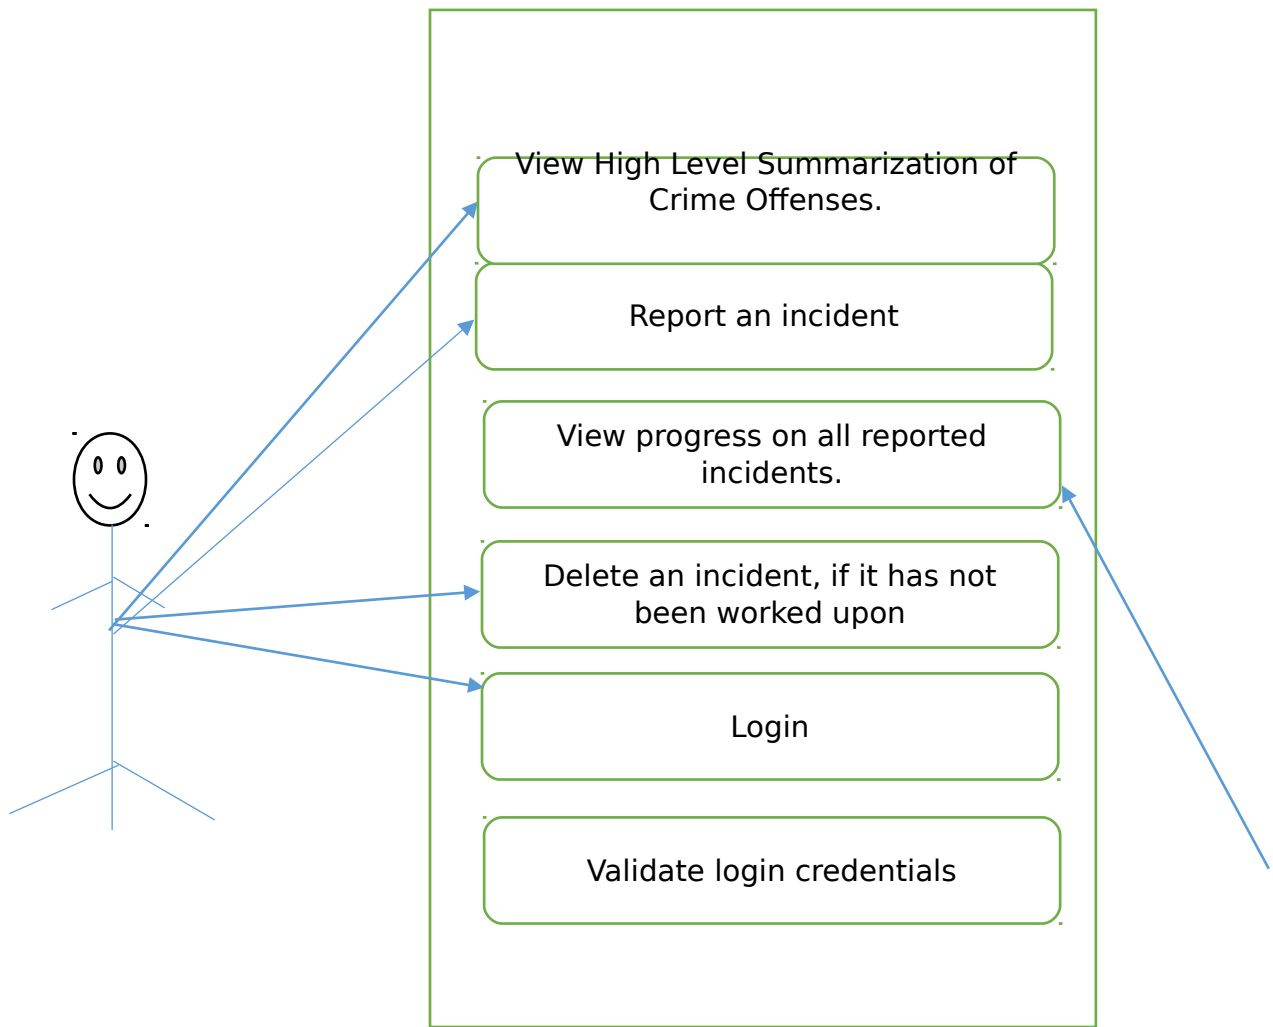 View High Level Summarization of
Crime Offenses.
Report an incident
View progress on all reported
incidents.
Delete an incident, if it has not
been worked upon
Login
Validate login credentials